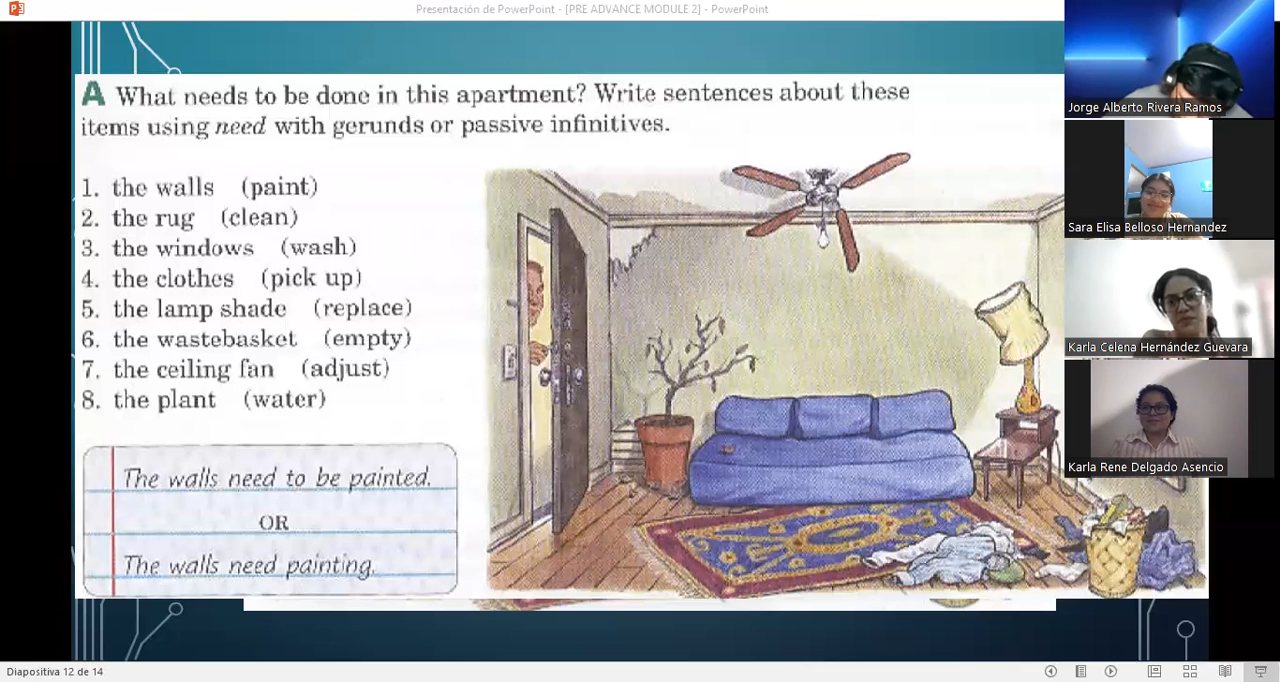 Presentación de PowerPoint - [PRE ADVANCE MODULE 2] - PowerPoint
A What needs to be done in this apartment? Write sentences about these
items using need with gerunds or passive infinitives.
1. the walls (paint)
2. the rug (clean)
3. the windows (wash)
4. the clothes (pick up)
5. the lamp shade (replace)
6. the wastebasket (empty)
7. the ceiling fan (adjust)
8. the plant (water)
The walls need to be painted.
OR
The walls need painting.
Jorge Alberto Rivera Ramos
Sara Elisa Belloso Hernandez
Karla Celena Hernández Guevara
Karla Rene Delgado Asencio
Diapositiva 12 de 14